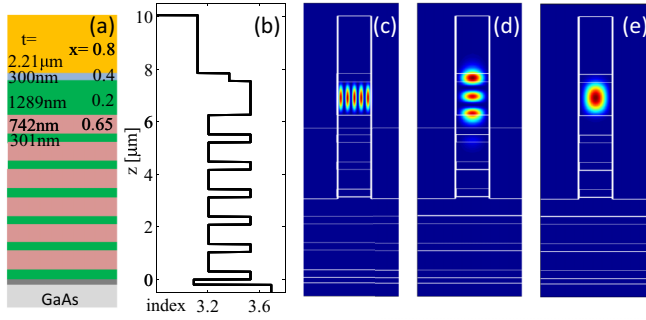 (a)
t=
x= 0.8
2.21μm
300nm 0.4
1289nm 0.2
742nm 0.65
301nm
GaAs
(b)
z [μm]
10
8
6
4
2
0
index 3.2 3.6
(c)
(d)
(e)